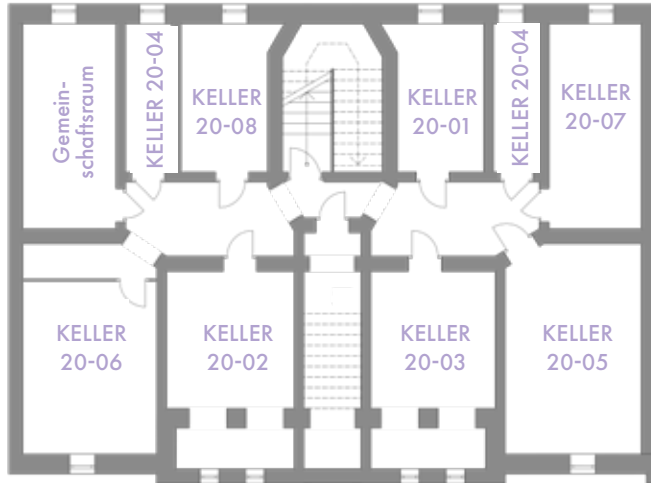 Gemein-
schaftsraum
KELLER 20-04
KELLER
20-08
KELLER
20-01
KELLER 20-04
KELLER
20-07
KELLER
20-06
KELLER
20-02
KELLER
20-03
KELLER
20-05